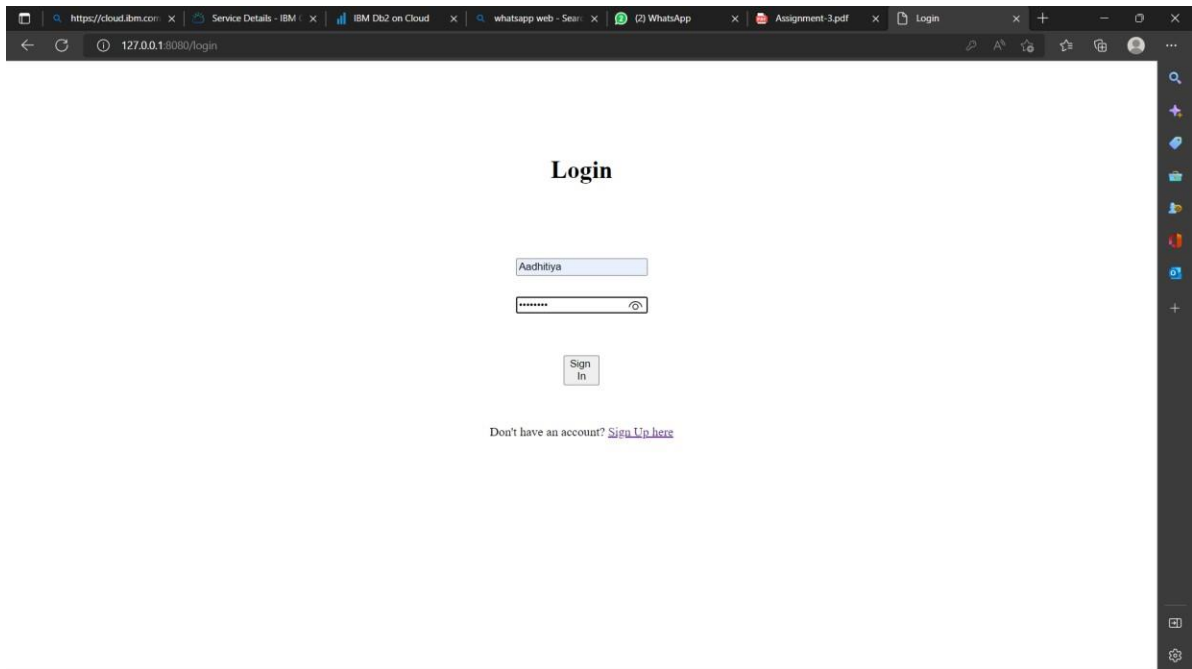 https://cloud.ibm.com
Service Details - IBM C
IBM Db2 on Cloud
whatsapp web - Sear
(2) WhatsApp
Assignment-3.pdf
Login
127.0.0.1:8080/login
Login
Aadhitiya
••••••••
Sign
In
Don't have an account? Sign Up here